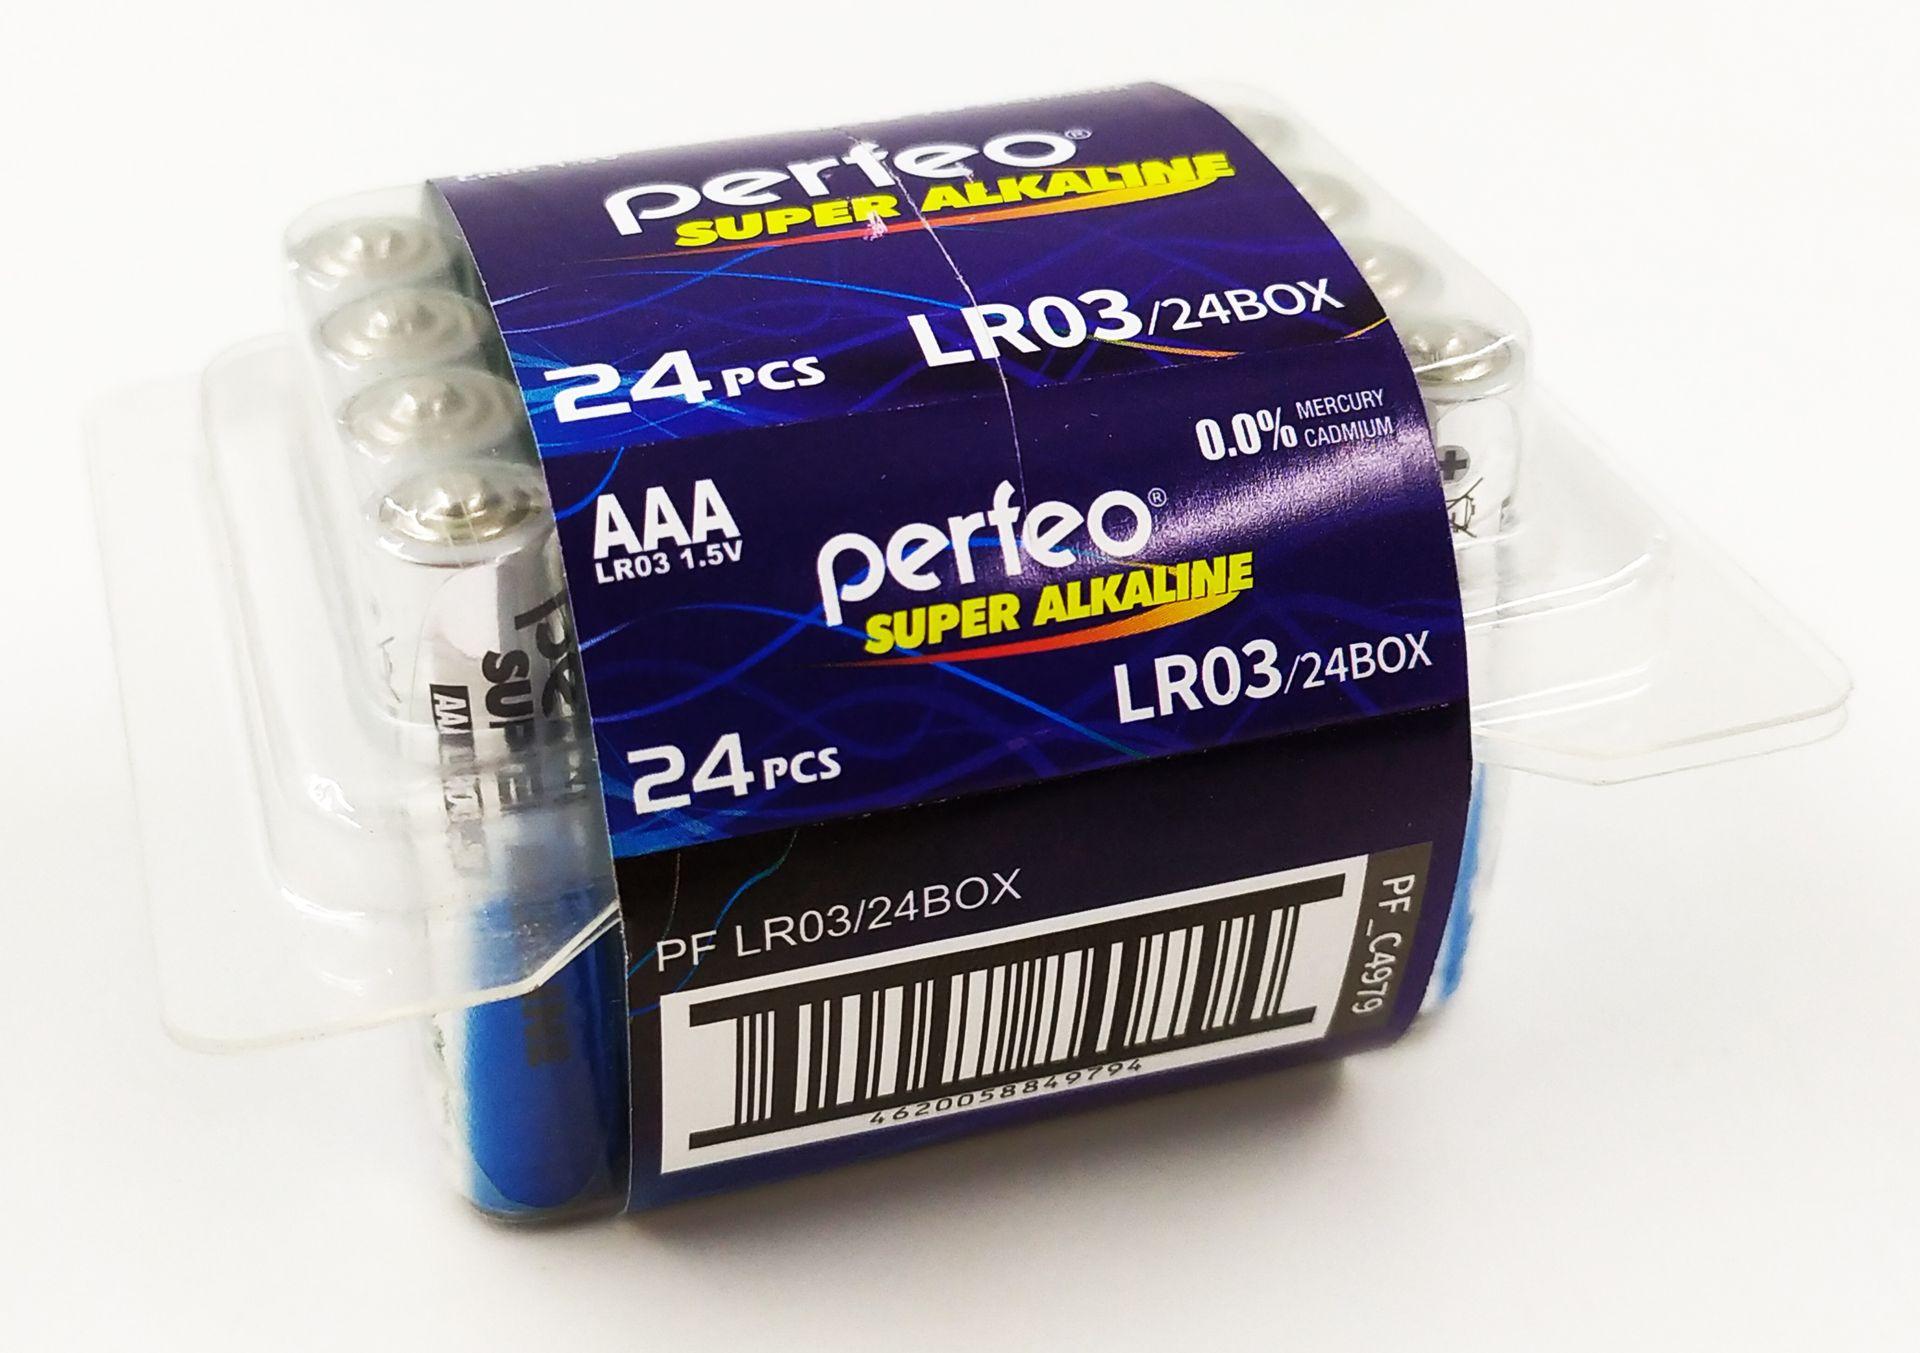 perfeo®
SUPER ALKALINE
LR03/24BOX
24 PCS
0.0% MERCURY
CADMIUM
AAA
LR03 1.5V
perfeo®
SUPER ALKALINE
LR03/24BOX
24 PCS
PF LR03/24BOX
PF_C4979
4620058849794
+